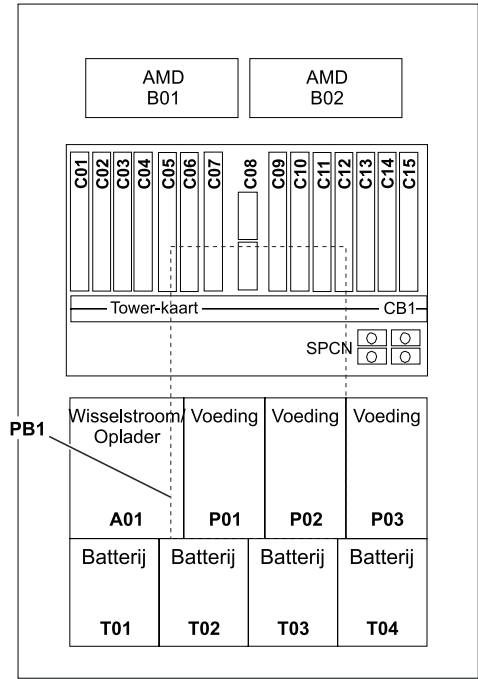 AMD
B01
AMD
B02
C01
C02
C03
C04
C05
C06
C07
C08
C09
C10
C11
C12
C13
C14
C15
Tower-kaart
CB1
SPCN
PB1
Wisselstroom/
Oplader
A01
Voeding
P01
Voeding
P02
Voeding
P03
Batterij
T01
Batterij
T02
Batterij
T03
Batterij
T04